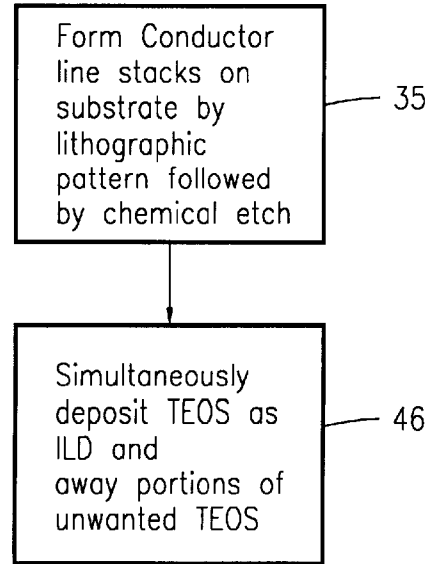 Form Conductor
line stacks on
substrate by
lithographic
pattern followed
by chemical etch
35
Simultaneously
deposit TEOS as
ILD and
away portions of
unwanted TEOS
46